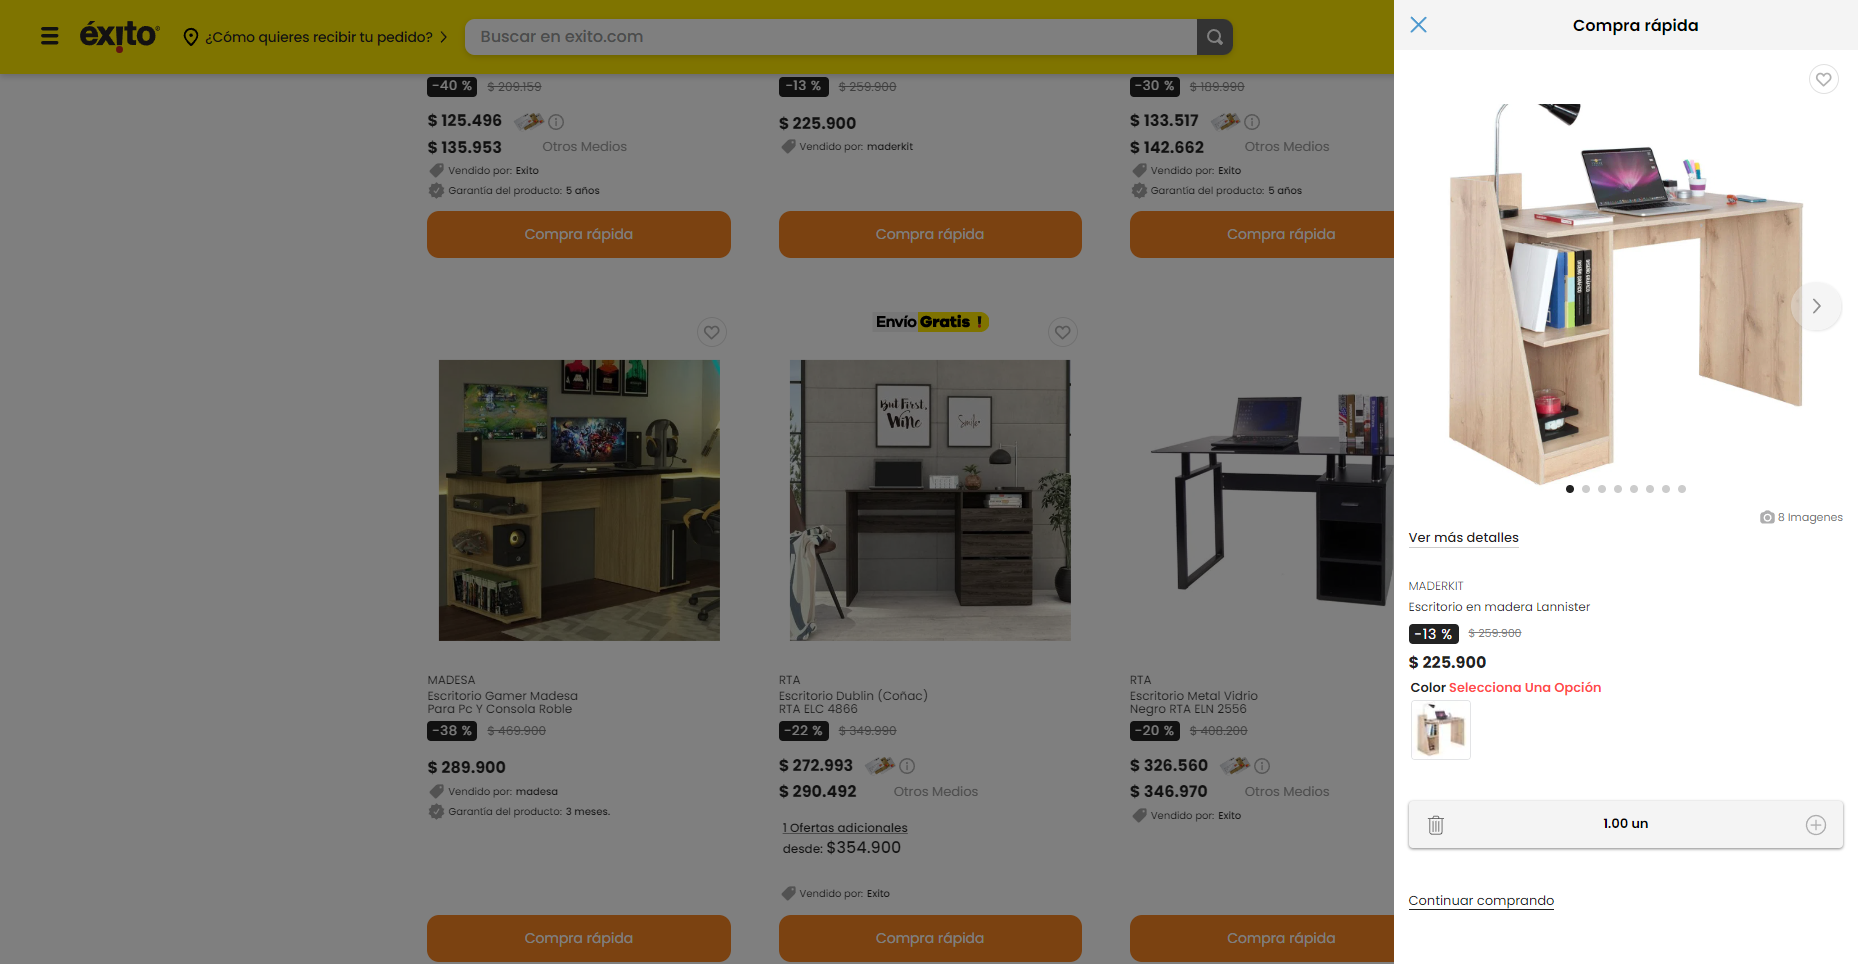 éxito
¿Cómo quieres recibir tu pedido?
Buscar en exito.com
-40 % $ 209.159
$ 125.496
$ 135.953 Otros Medios
Vendido por: Exito
Garantía del producto: 5 años
Compra rápida
-13 % $ 259.900
$ 225.900
Vendido por: maderkit
Compra rápida
-30 % $ 189.990
$ 133.517
$ 142.662 Otros Medios
Vendido por: Exito
Garantía del producto: 5 años
Compra rápida
MADESA
Escritorio Gamer Madesa
Para Pc Y Consola Roble
-38 % $ 469.900
$ 289.900
Vendido por: madesa
Garantía del producto: 3 meses.
Compra rápida
Envío Gratis !
But First,
Wine
Smile
RTA
Escritorio Dublin (Coñac)
RTA ELC 4866
-22 % $ 349.990
$ 272.993
$ 290.492 Otros Medios
1 Ofertas adicionales
desde: $354.900
Vendido por: Exito
Compra rápida
RTA
Escritorio Metal Vidrio
Negro RTA ELN 2556
-20 % $ 408.200
$ 326.560
$ 346.970 Otros Medios
Vendido por: Exito
Compra rápida
Compra rápida
8 Imagenes
Ver más detalles
MADERKIT
Escritorio en madera Lannister
-13 % $ 259.900
$ 225.900
Color Selecciona Una Opción
1.00 un
Continuar comprando